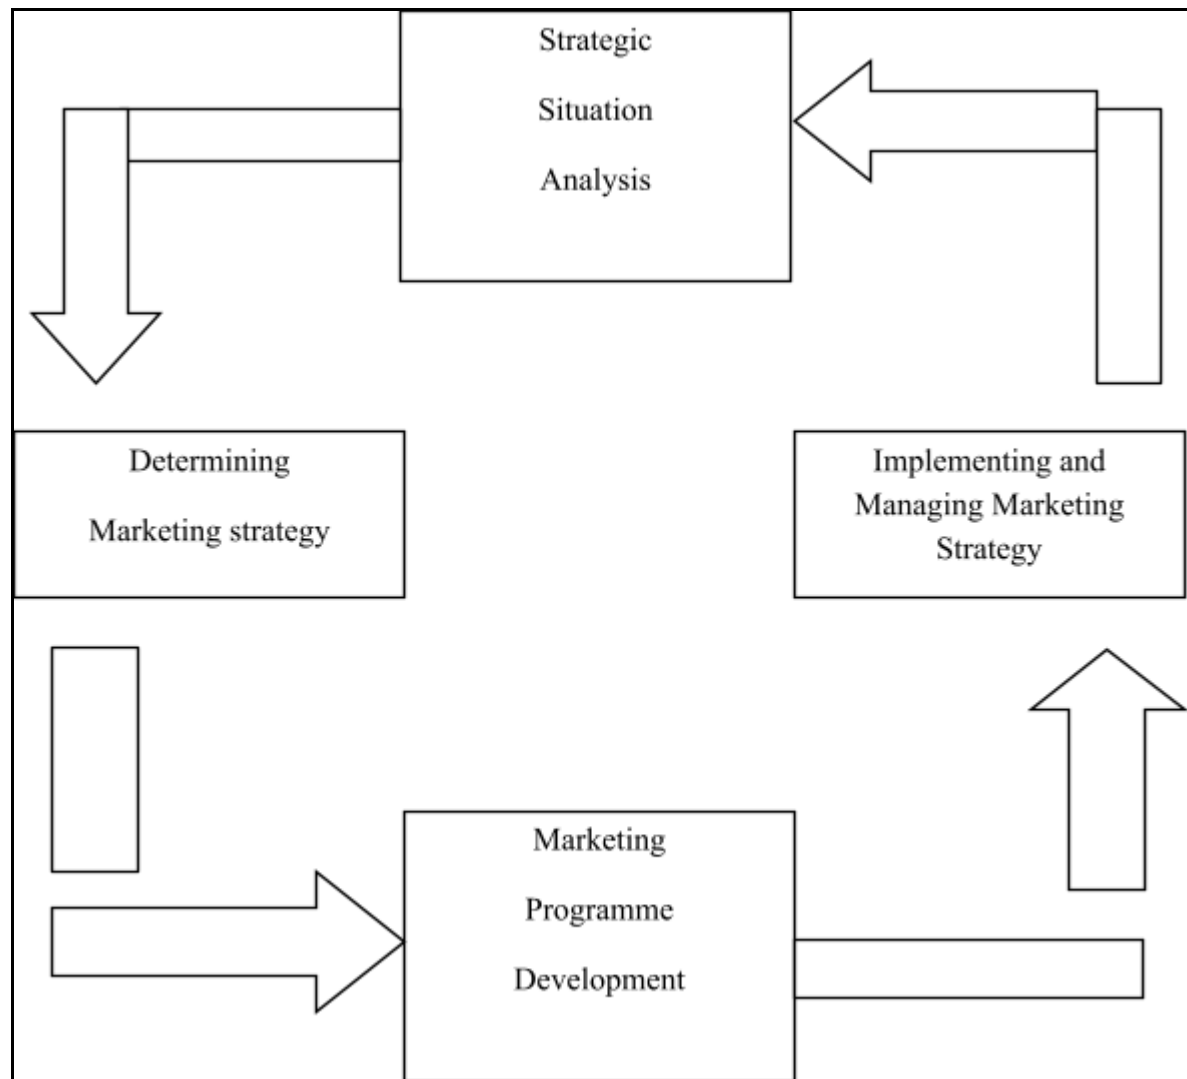 Strategic
Situation
Analysis
Determining
Marketing strategy
Implementing and
Managing Marketing
Strategy
Marketing
Programme
Development